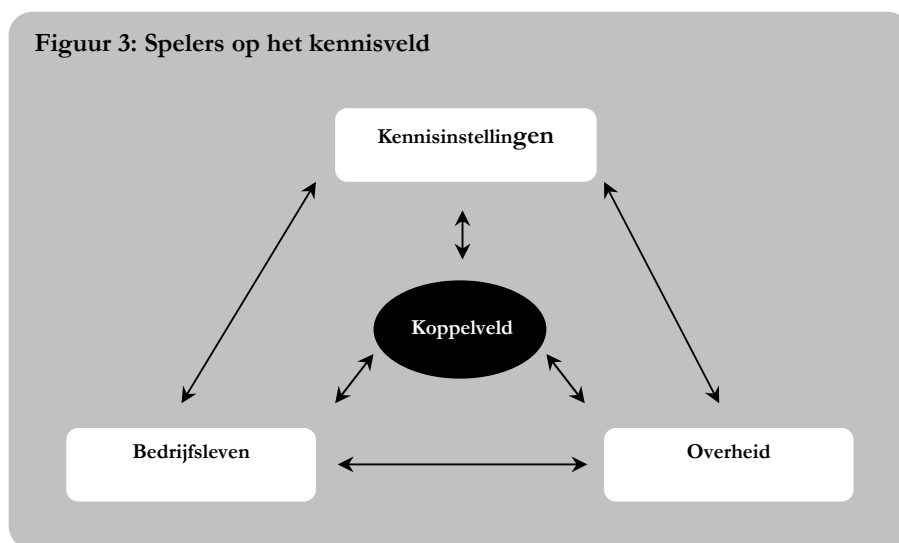 Figuur 3: Spelers op het kennisveld
Kennisinstellingen
Koppelveld
Bedrijfsleven
Overheid